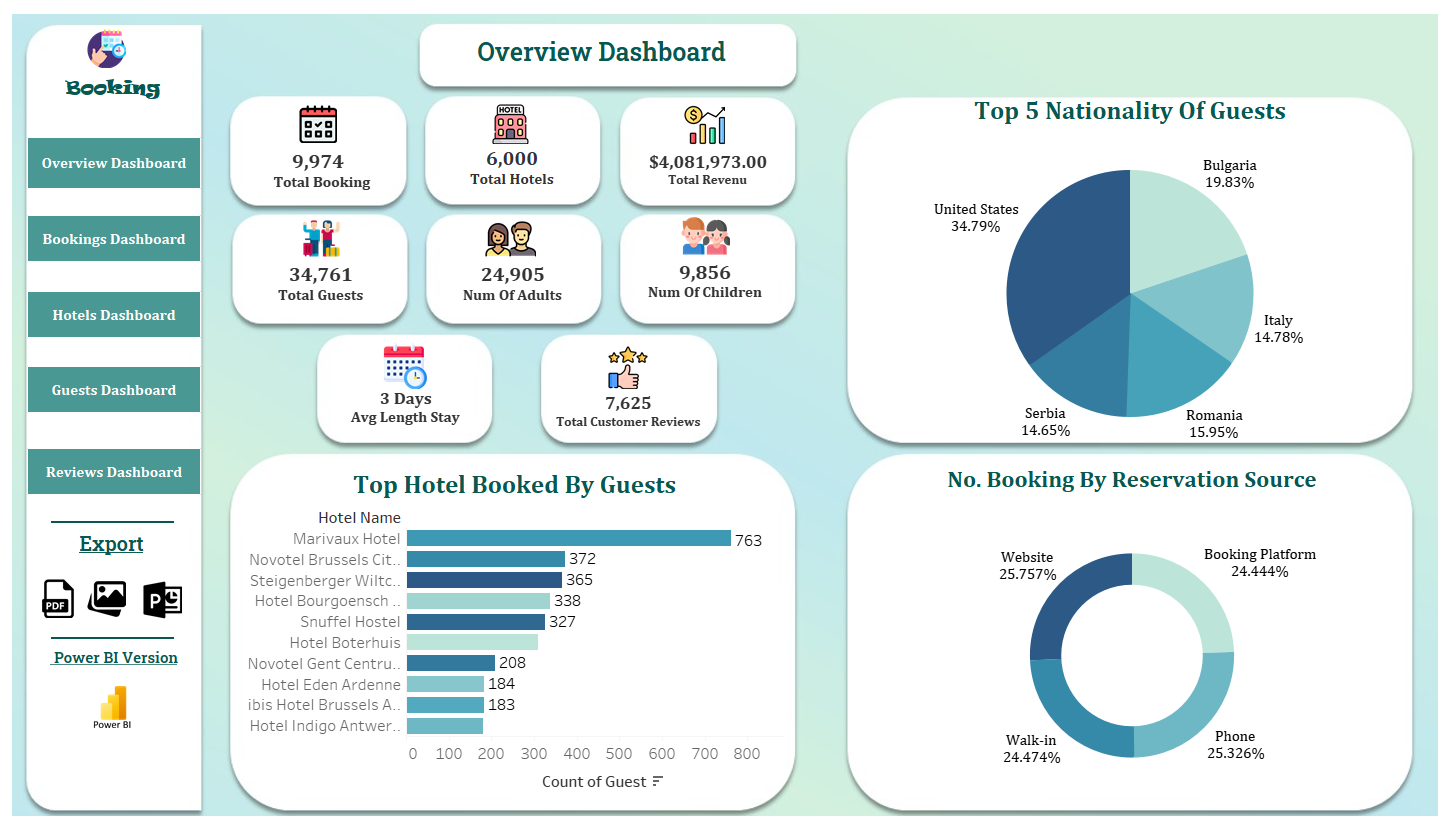 Booking
Overview Dashboard
Bookings Dashboard
Hotels Dashboard
Guests Dashboard
Reviews Dashboard
Export
PDF
P
Power BI Version
Power BI
Overview Dashboard
9,974
Total Booking
HOTEL
6,000
Total Hotels
$
$4,081,973.00
Total Revenu
34,761
Total Guests
24,905
Num Of Adults
9,856
Num Of Children
3 Days
Avg Length Stay
7,625
Total Customer Reviews
Top 5 Nationality Of Guests
Bulgaria
19.83%
United States
34.79%
Italy
14.78%
Serbia
14.65%
Romania
15.95%
Top Hotel Booked By Guests
Hotel Name
Marivaux Hotel 763
Novotel Brussels Cit.. 372
Steigenberger Wiltc.. 365
Hotel Bourgoensch .. 338
Snuffel Hostel 327
Hotel Boterhuis
Novotel Gent Centru.. 208
Hotel Eden Ardenne 184
ibis Hotel Brussels A.. 183
Hotel Indigo Antwer..
0 100 200 300 400 500 600 700 800
Count of Guest
No. Booking By Reservation Source
Website
25.757%
Booking Platform
24.444%
Walk-in
24.474%
Phone
25.326%